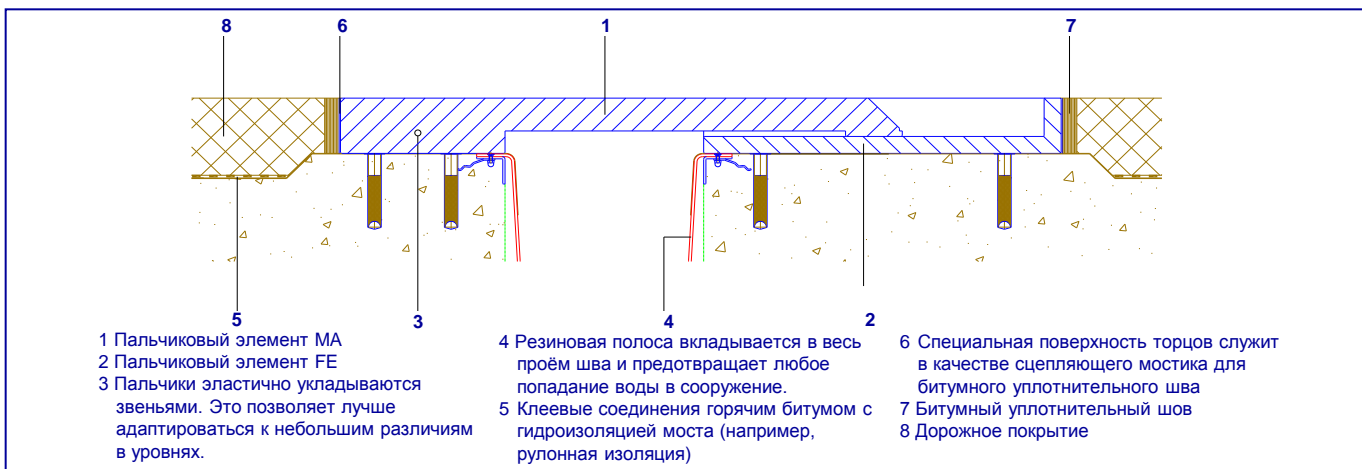 8 6 1 7
5 3 4 2
1 Пальчиковый элемент MA
2 Пальчиковый элемент FE
3 Пальчики эластично укладываются
звеньями. Это позволяет лучше
адаптироваться к небольшим различиям
в уровнях.
4 Резиновая полоса вкладывается в весь
проём шва и предотвращает любое
попадание воды в сооружение.
5 Клеевые соединения горячим битумом с
гидроизоляцией моста (например,
рулонная изоляция)
6 Специальная поверхность торцов служит
в качестве сцепляющего мостика для
битумного уплотнительного шва
7 Битумный уплотнительный шов
8 Дорожное покрытие